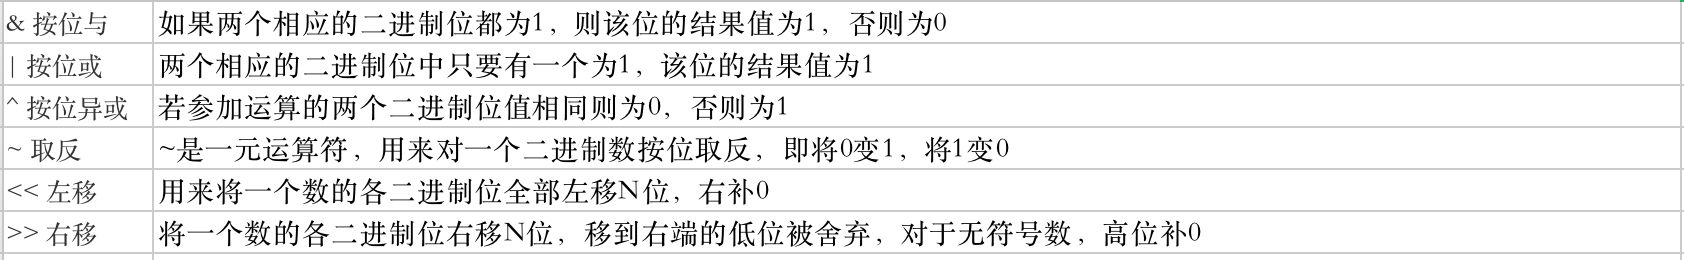 & 按位与 如果两个相应的二进制位都为1，则该位的结果值为1，否则为0
| 按位或 两个相应的二进制位中只要有一个为1，该位的结果值为1
^ 按位异或 若参加运算的两个二进制位值相同则为0，否则为1
~ 取反 ~是一元运算符，用来对一个二进制数按位取反，即将0变1，将1变0
<< 左移 用来将一个数的各二进制位全部左移N位，右补0
>> 右移 将一个数的各二进制位右移N位，移到右端的低位被舍弃，对于无符号数，高位补0